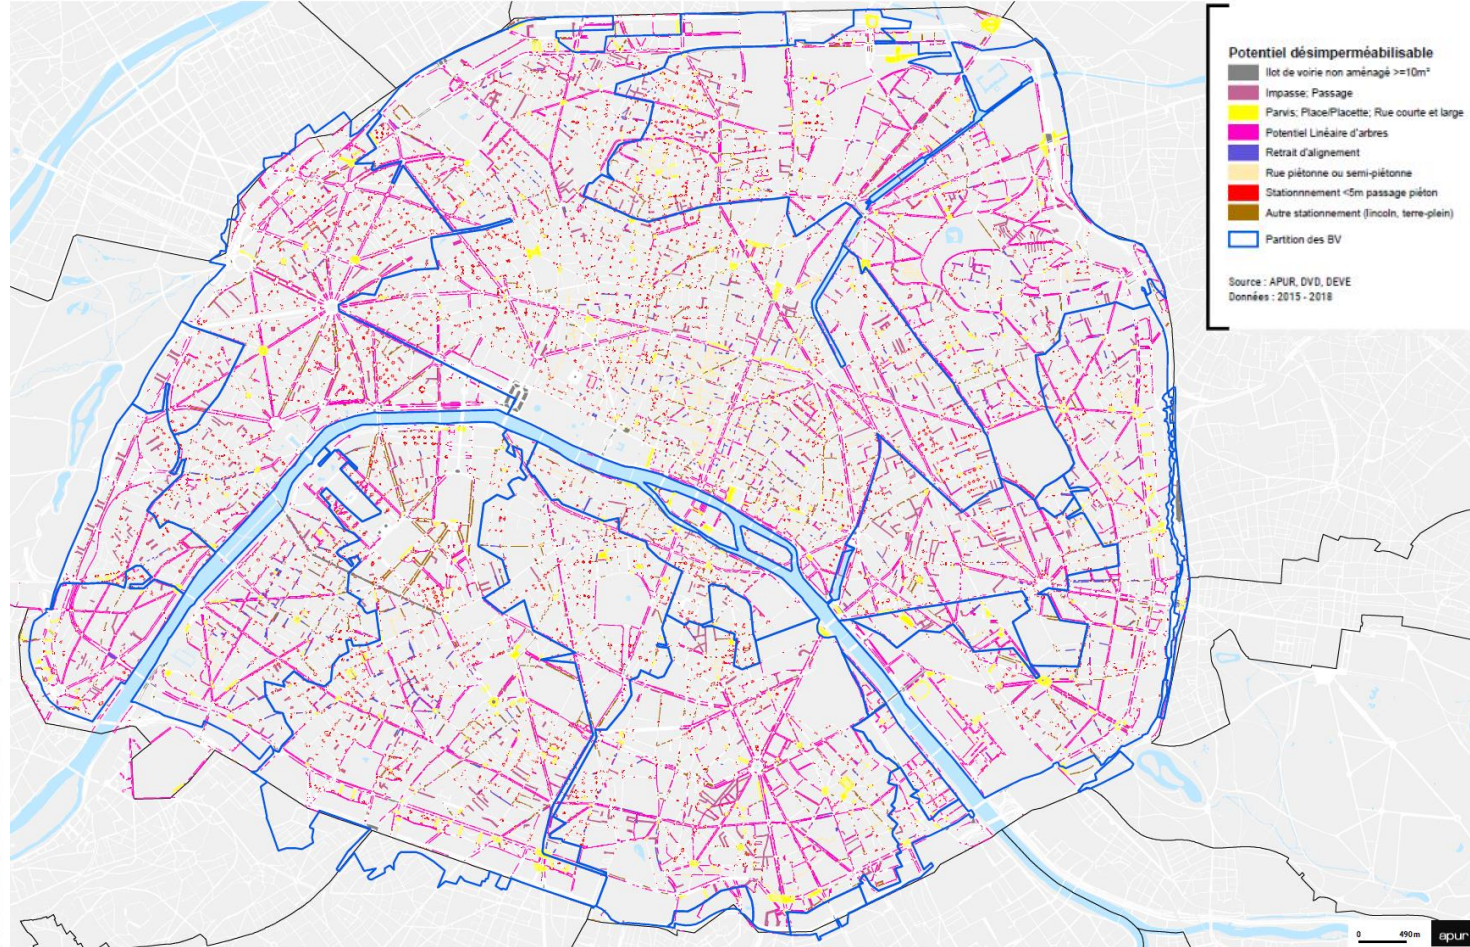 Potentiel désimperméabilisable
Ilot de voirie non aménagé >=10m²
Impasse; Passage
Parvis; Place/Placette; Rue courte et large
Potentiel Linéaire d'arbres
Retrait d'alignement
Rue piétonne ou semi-piétonne
Stationnnement <5m passage piéton
Autre stationnement (lincoln, terre-plein)
Partition des BV
Source : APUR, DVD, DEVE
Données : 2015 - 2018
0 490 m apur